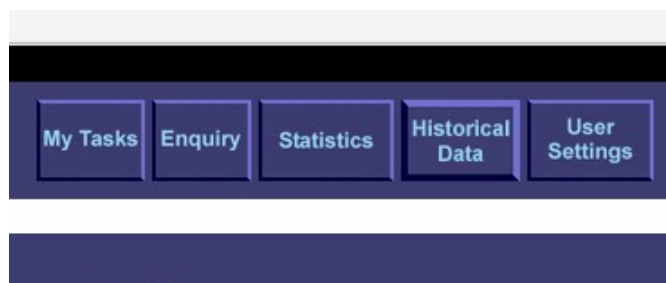 My Tasks
Enquiry
Statistics
Historical
Data
User
Settings